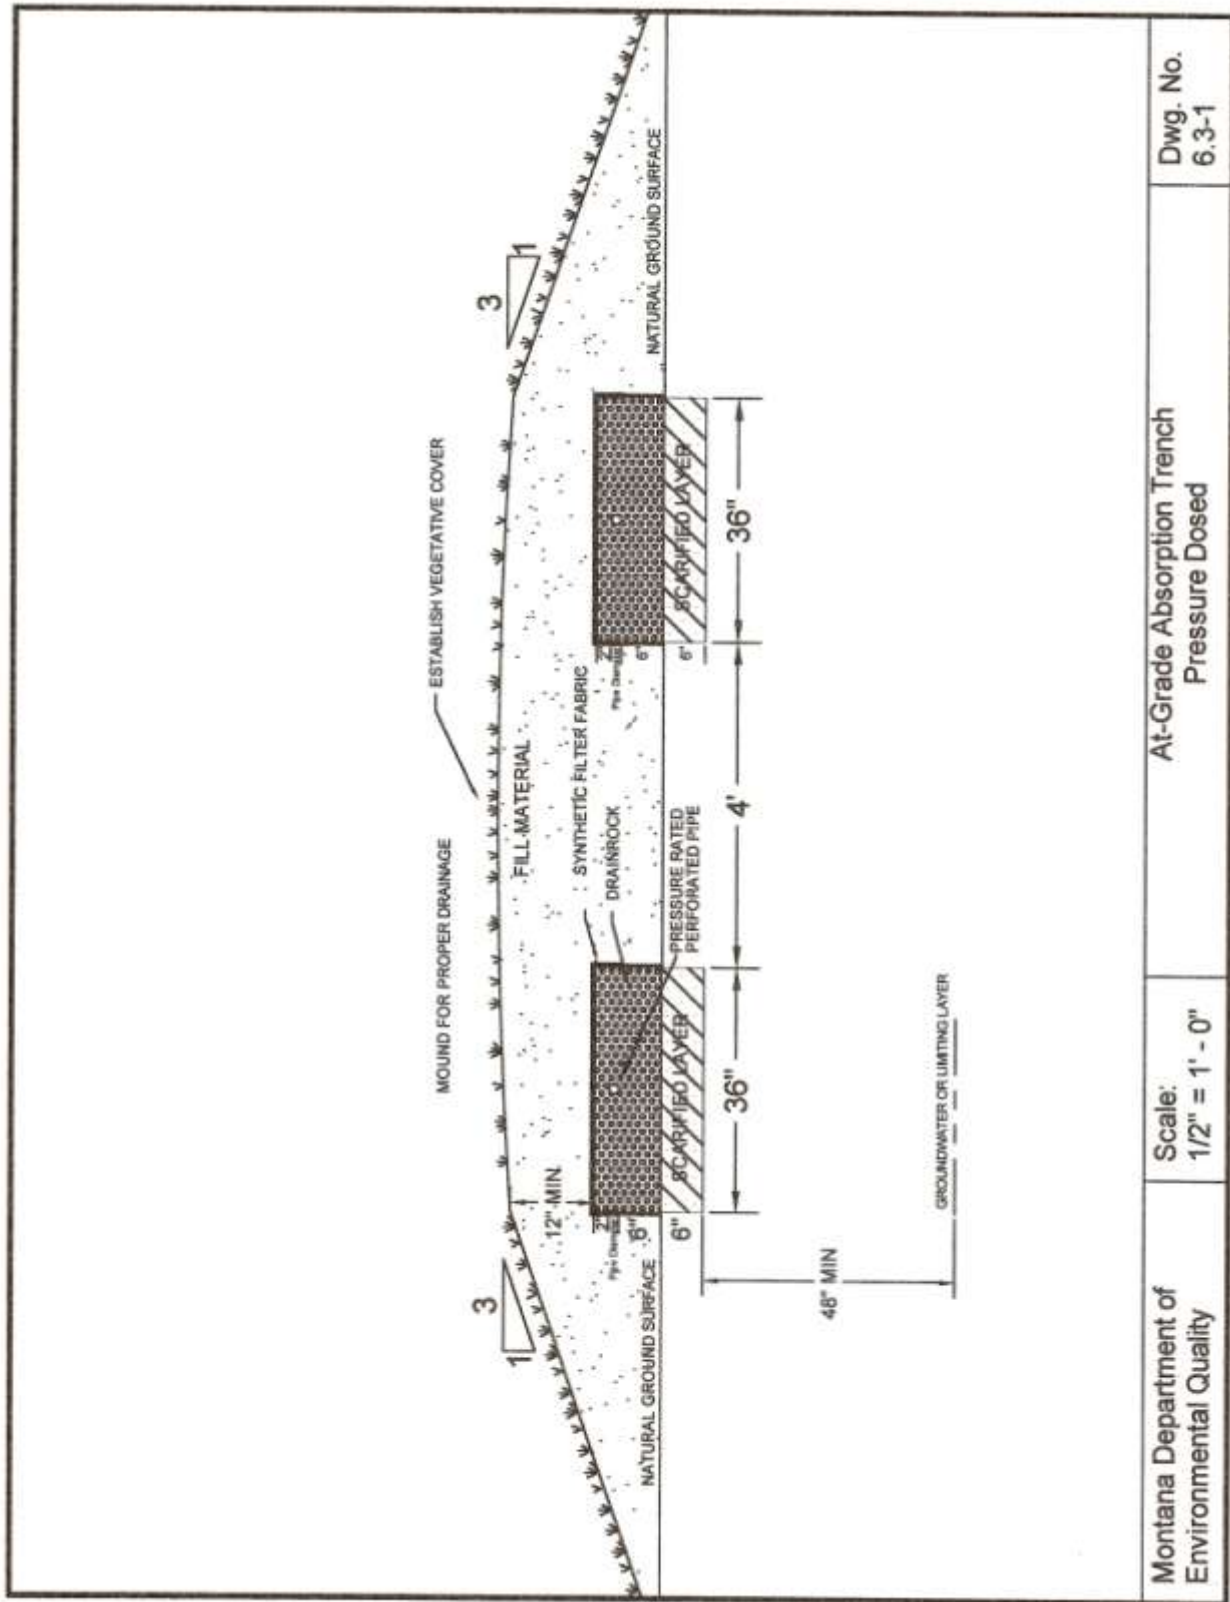 MOUND FOR PROPER DRAINAGE
ESTABLISH VEGETATIVE COVER
3
1
3
1
12" MIN
FILL MATERIAL
SYNTHETIC FILTER FABRIC
DRAINROCK
2"
6"
6"
2"
6"
6"
NATURAL GROUND SURFACE
NATURAL GROUND SURFACE
PRESSURE RATED
PERFORATED PIPE
SCARIFIED LAYER
SCARIFIED LAYER
36"
4'
36"
48" MIN
GROUNDWATER OR LIMITING LAYER
Montana Department of
Environmental Quality
Scale:
1/2" = 1' - 0"
At-Grade Absorption Trench
Pressure Dosed
Dwg. No.
6.3-1